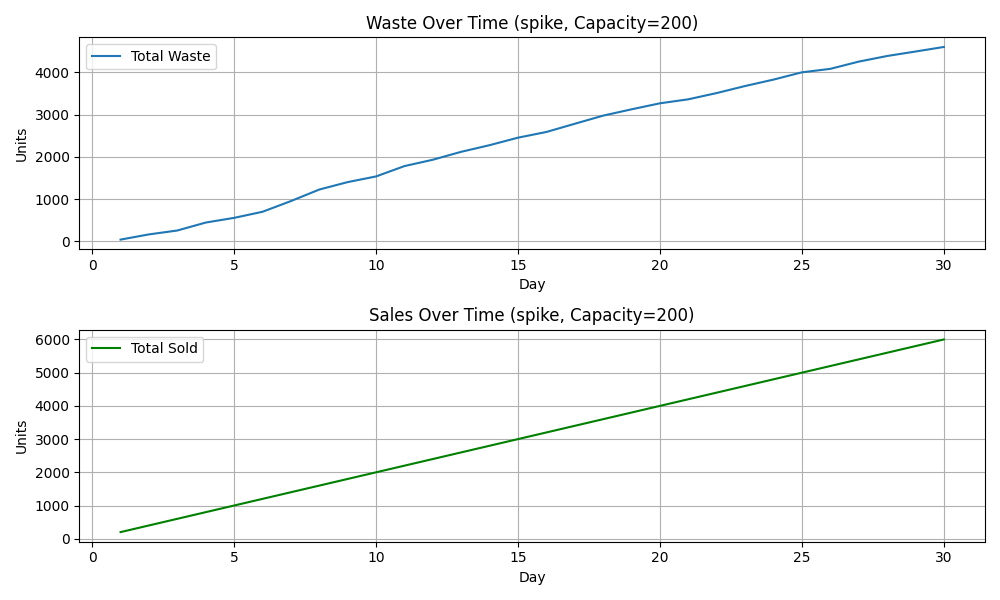 Waste Over Time (spike, Capacity=200)
Total Waste
Units
4000
3000
2000
1000
0
0 5 10 15 20 25 30
Day
Sales Over Time (spike, Capacity=200)
Total Sold
Units
6000
5000
4000
3000
2000
1000
0
0 5 10 15 20 25 30
Day